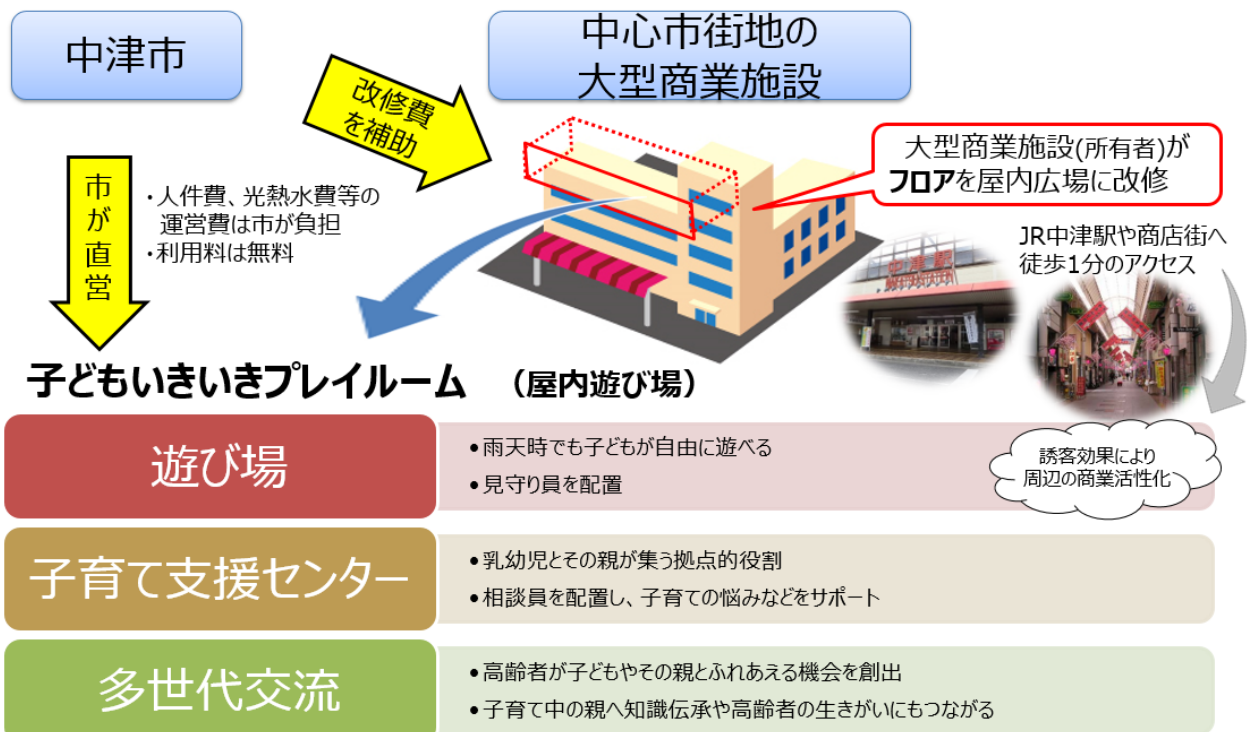 中津市
中心市街地の
大型商業施設
改修費
を補助
大型商業施設(所有者)が
フロアを屋内広場に改修
市が直営
・人件費、光熱水費等の
運営費は市が負担
・利用料は無料
JR中津駅や商店街へ
徒歩1分のアクセス
中津駅
子どもいきいきプレイルーム （屋内遊び場）
遊び場
•雨天時でも子どもが自由に遊べる
•見守り員を配置
誘客効果により
周辺の商業活性化
子育て支援センター
•乳幼児とその親が集う拠点的役割
•相談員を配置し、子育ての悩みなどをサポート
多世代交流
•高齢者が子どもやその親とふれあえる機会を創出
•子育て中の親へ知識伝承や高齢者の生きがいにもつながる